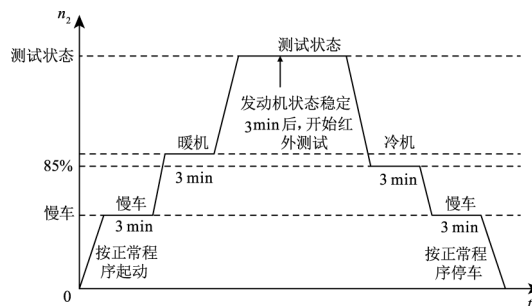 n₂
测试状态
测试状态
发动机状态稳定
3min后，开始红
外测试
暖机
冷机
85%
3 min
3 min
慢车
慢车
慢车
3 min
3 min
按正常程
序起动
按正常程
序停车
0
t